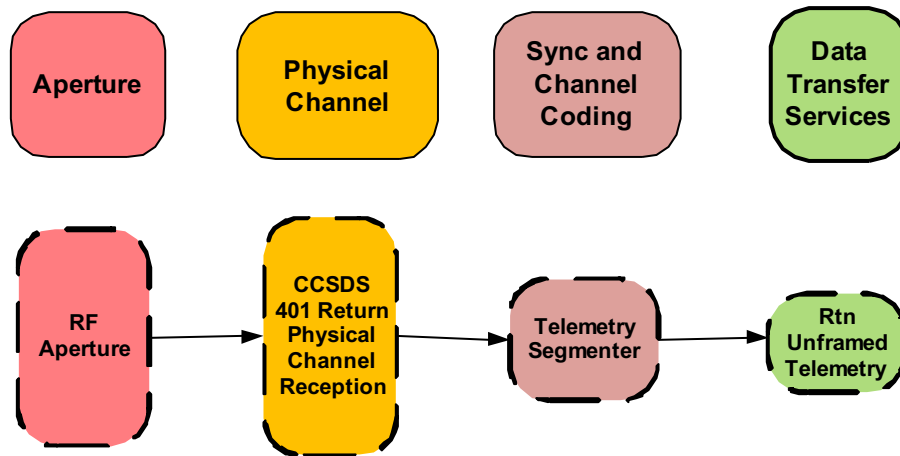 Aperture
Physical
Channel
Sync and
Channel
Coding
Data
Transfer
Services
RF
Aperture
CCSDS
401 Return
Physical
Channel
Reception
Telemetry
Segmenter
Rtn
Unframed
Telemetry